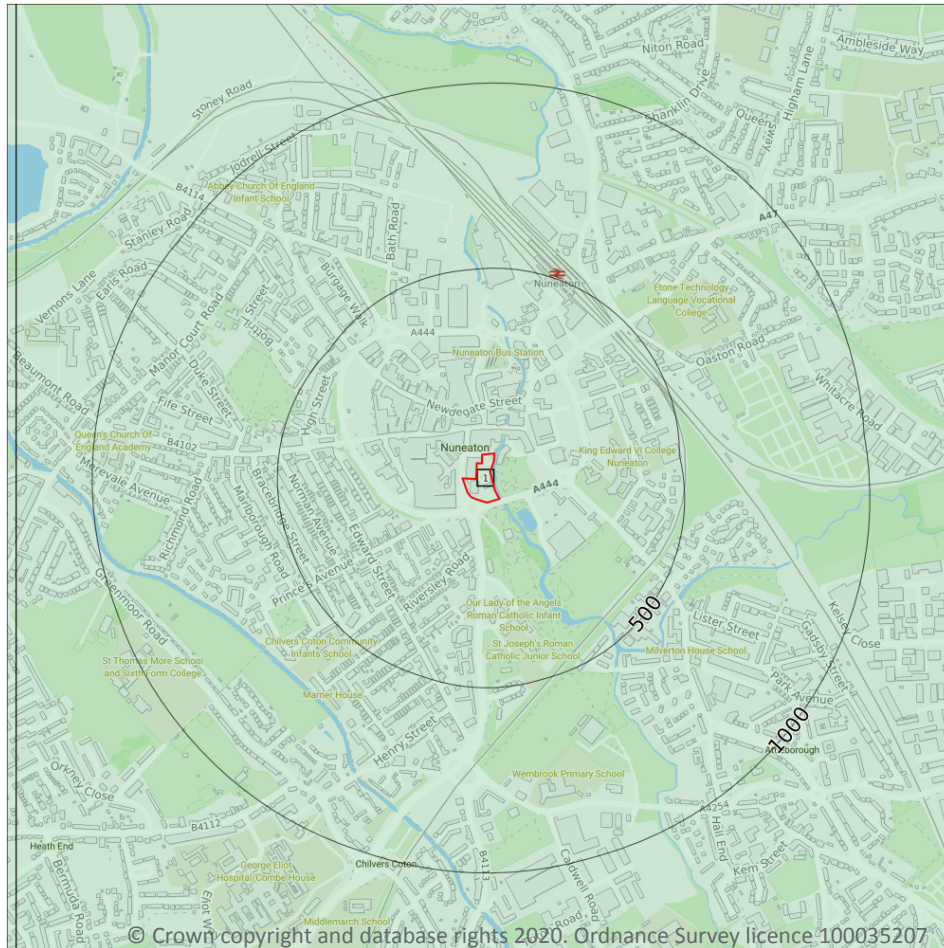 Niton Road
Ambleside Way
Higham Lane
Shanklin Drive
Queensway
Stoney Road
Jodrell Street
B4114
Abbey Church Of England
Infant School
A47
Stanley Road
Bath Road
Vernons Lane
Earls Road
Nuneaton
Burgage Walk
Etone Technology
Language Vocational
College
Manor Court Road
Bottrill Street
A444
Nuneaton Bus Station
Oaston Road
Beaumont Road
Duke Street
High Street
Whitacre Road
Fife Street
Newdegate Street
Queen's Church Of
England Academy
B4102
Nuneaton
King Edward VI College
Nuneaton
Merevale Avenue
1
A444
Richmond Road
Bracebridge Street
Marlborough Road
Norman Avenue
Edward Street
Princes Avenue
Riversley Road
Greenmoor Road
Our Lady of the Angels
Roman Catholic Infant
School
500
Lister Street
Gadsby Street
Kelsey Close
Chilvers Coton Community
Infants School
St Joseph's Roman
Catholic Junior School
Milverton House School
St Thomas More School
and Sixth Form College
Marner House
Park Avenue
1000
Henry Street
Attleborough
Orkney Close
Wembrook Primary School
A4254
B4112
Hall End
Heath End
Bermuda Road
Chilvers Coton
B4113
Kem Street
George Eliot
Hospital/Combe House
Caldwell Road
Eliot W
Middlemarch School
Road
© Crown copyright and database rights 2020. Ordnance Survey licence 100035207